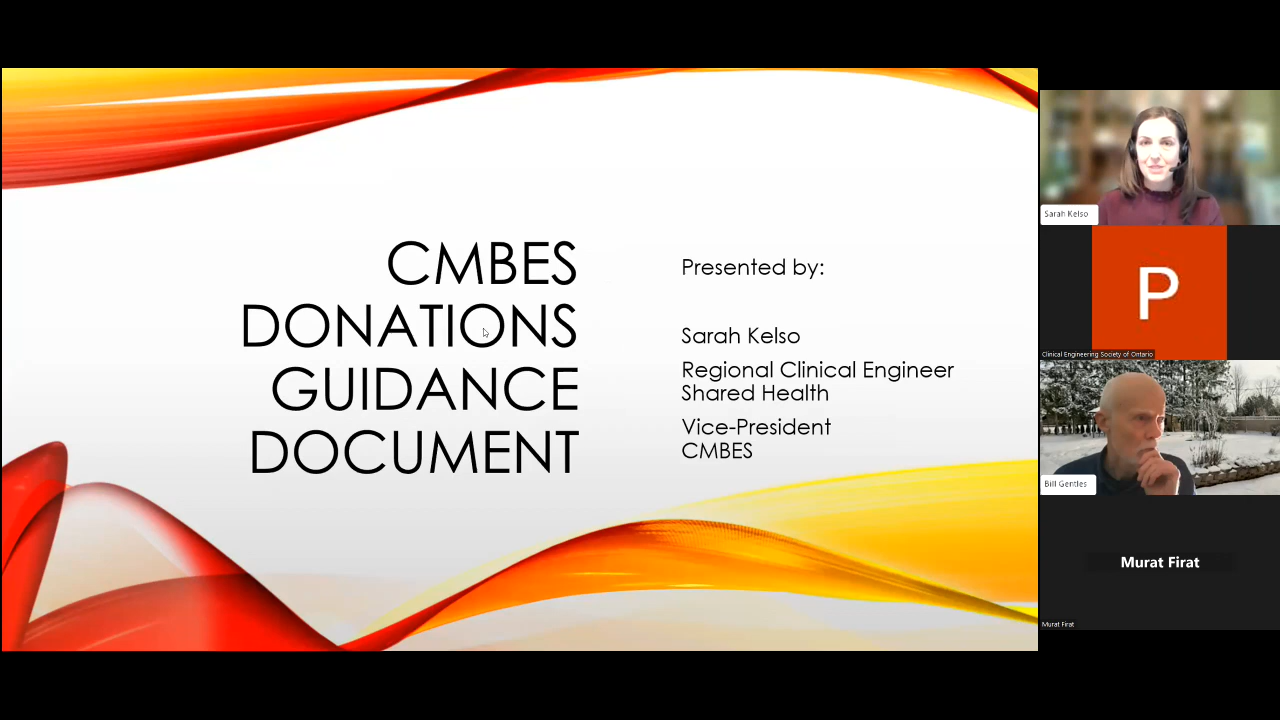 CMBES
DONATIONS
GUIDANCE
DOCUMENT
Presented by:
Sarah Kelso
Regional Clinical Engineer
Shared Health
Vice-President
CMBES
Sarah Kelso
P
Clinical Engineering Society of Ontario
Bill Gentles
Murat Firat
Murat Firat